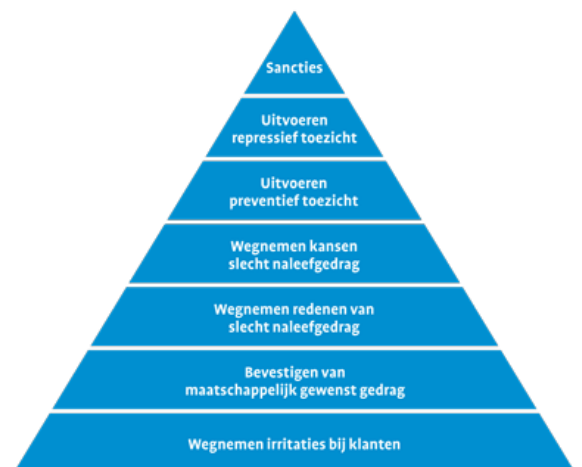 Sancties
Uitvoeren
repressief toezicht
Uitvoeren
preventief toezicht
Wegnemen kansen
slecht naleefgedrag
Wegnemen redenen van
slecht naleefgedrag
Bevestigen van
maatschappelijk gewenst gedrag
Wegnemen irritaties bij klanten